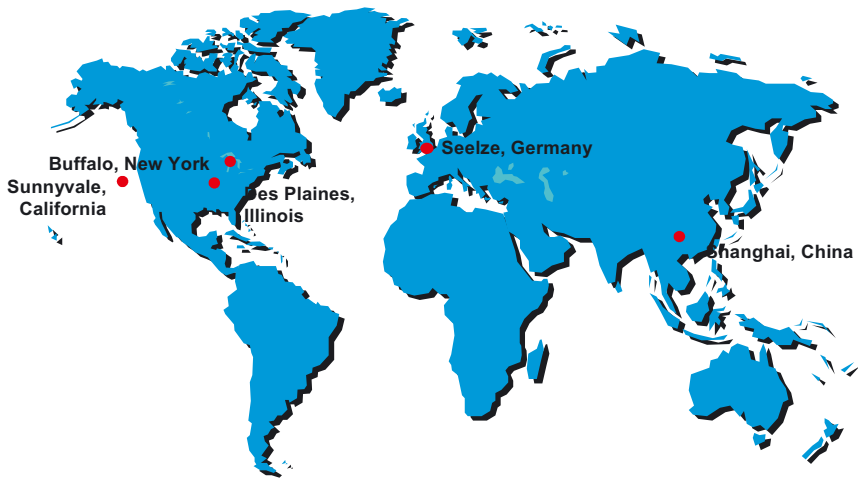 Buffalo, New York
Sunnyvale,
California
Des Plaines,
Illinois
Seelze, Germany
Shanghai, China